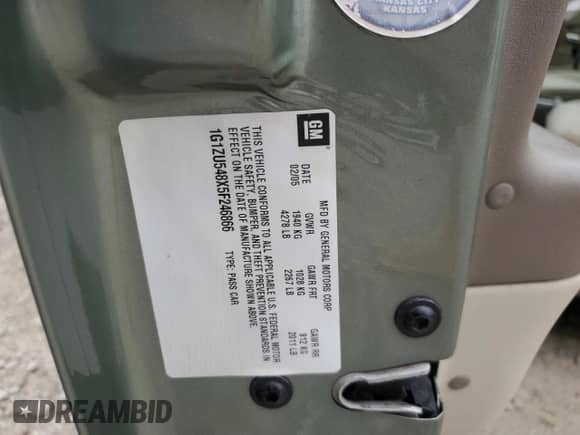 KANSAS CITY
KANSAS
GM
MFD BY GENERAL MOTORS CORP
DATE GVWR GAWR FRT GAWR RR
02/05 1940 KG 1028 KG 912 KG
4278 LB 2267 LB 2011 LB
THIS VEHICLE CONFORMS TO ALL APPLICABLE U.S. FEDERAL MOTOR
VEHICLE SAFETY, BUMPER, AND THEFT PREVENTION STANDARDS IN
EFFECT ON THE DATE OF MANUFACTURE SHOWN ABOVE.
1G1ZU548X5F246866 TYPE: PASS CAR
DREAMBID